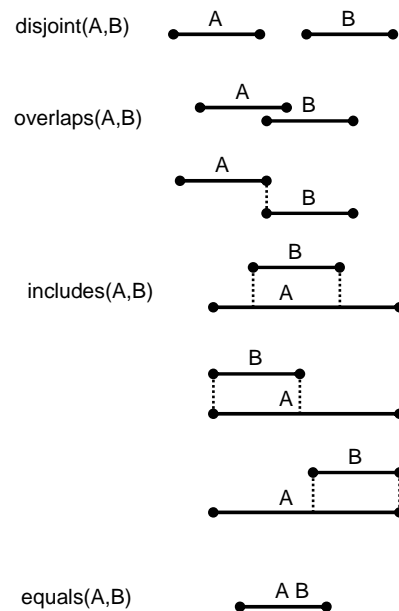 disjoint(A,B) A B
A
overlaps(A,B) B
A
B
B
includes(A,B) A
B
A
B
A
equals(A,B) A B